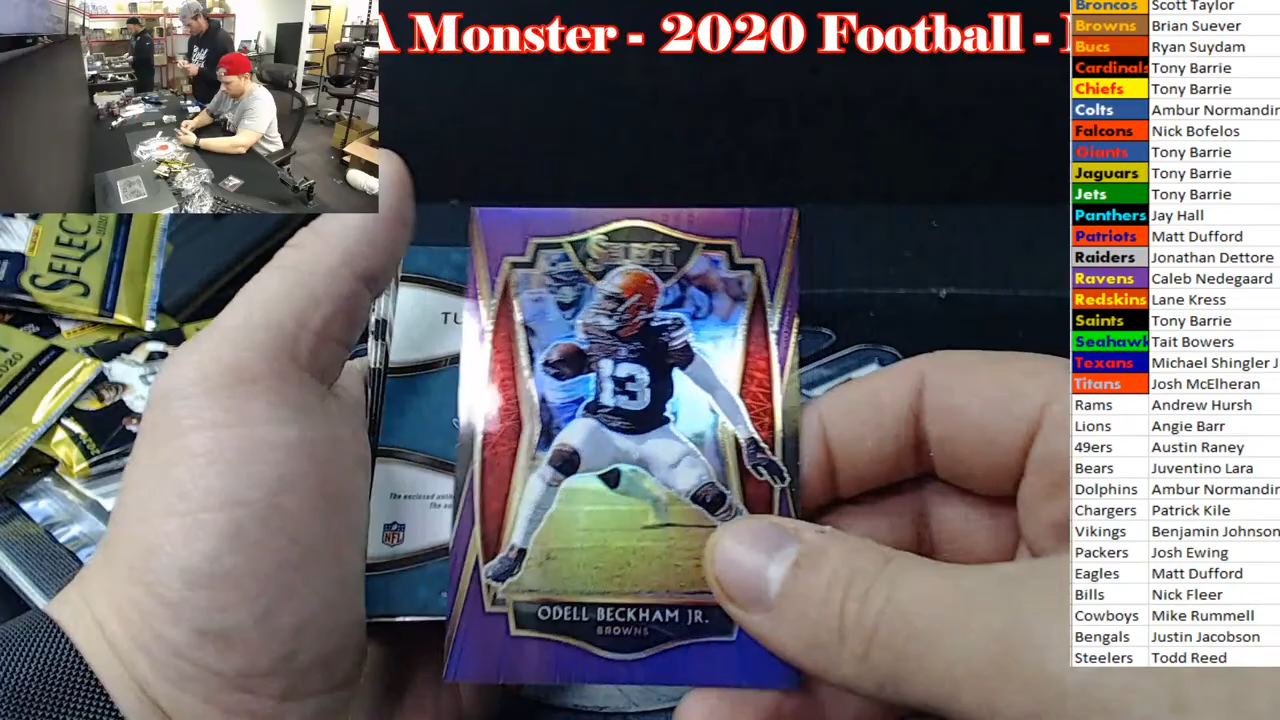 A Monster - 2020 Football -
Broncos Scott Taylor
Browns Brian Suever
Bucs Ryan Suydam
Cardinals Tony Barrie
Chiefs Tony Barrie
Colts Ambur Normandin
Falcons Nick Bofelos
Giants Tony Barrie
Jaguars Tony Barrie
Jets Tony Barrie
Panthers Jay Hall
Patriots Matt Dufford
Raiders Jonathan Dettore
Ravens Caleb Nedegaard
Redskins Lane Kress
Saints Tony Barrie
Seahawk Tait Bowers
Texans Michael Shingler J
Titans Josh McElheran
Rams Andrew Hursh
Lions Angie Barr
49ers Austin Raney
Bears Juventino Lara
Dolphins Ambur Normandin
Chargers Patrick Kile
Vikings Benjamin Johnson
Packers Josh Ewing
Eagles Matt Dufford
Bills Nick Fleer
Cowboys Mike Rummell
Bengals Justin Jacobson
Steelers Todd Reed
SELECT
2020
SELECT
TU
13
The enclosed
The
NFL
ODELL BECKHAM JR.
BROWNS